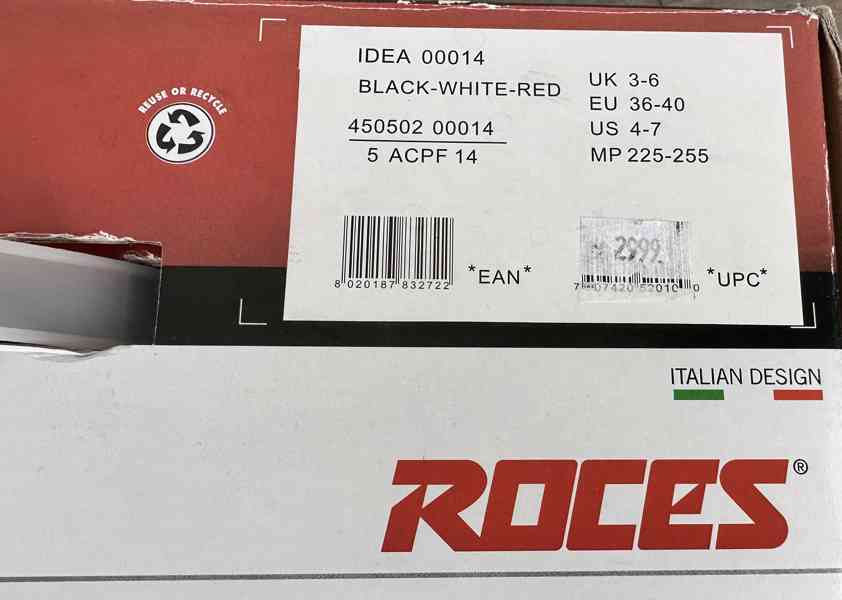 REUSE OR RECYCLE
IDEA 00014
BLACK-WHITE-RED
450502 00014
5 ACPF 14
UK 3-6
EU 36-40
US 4-7
MP 225-255
8 020187 832722
*EAN*
2999.
*UPC*
ITALIAN DESIGN
ROCES®